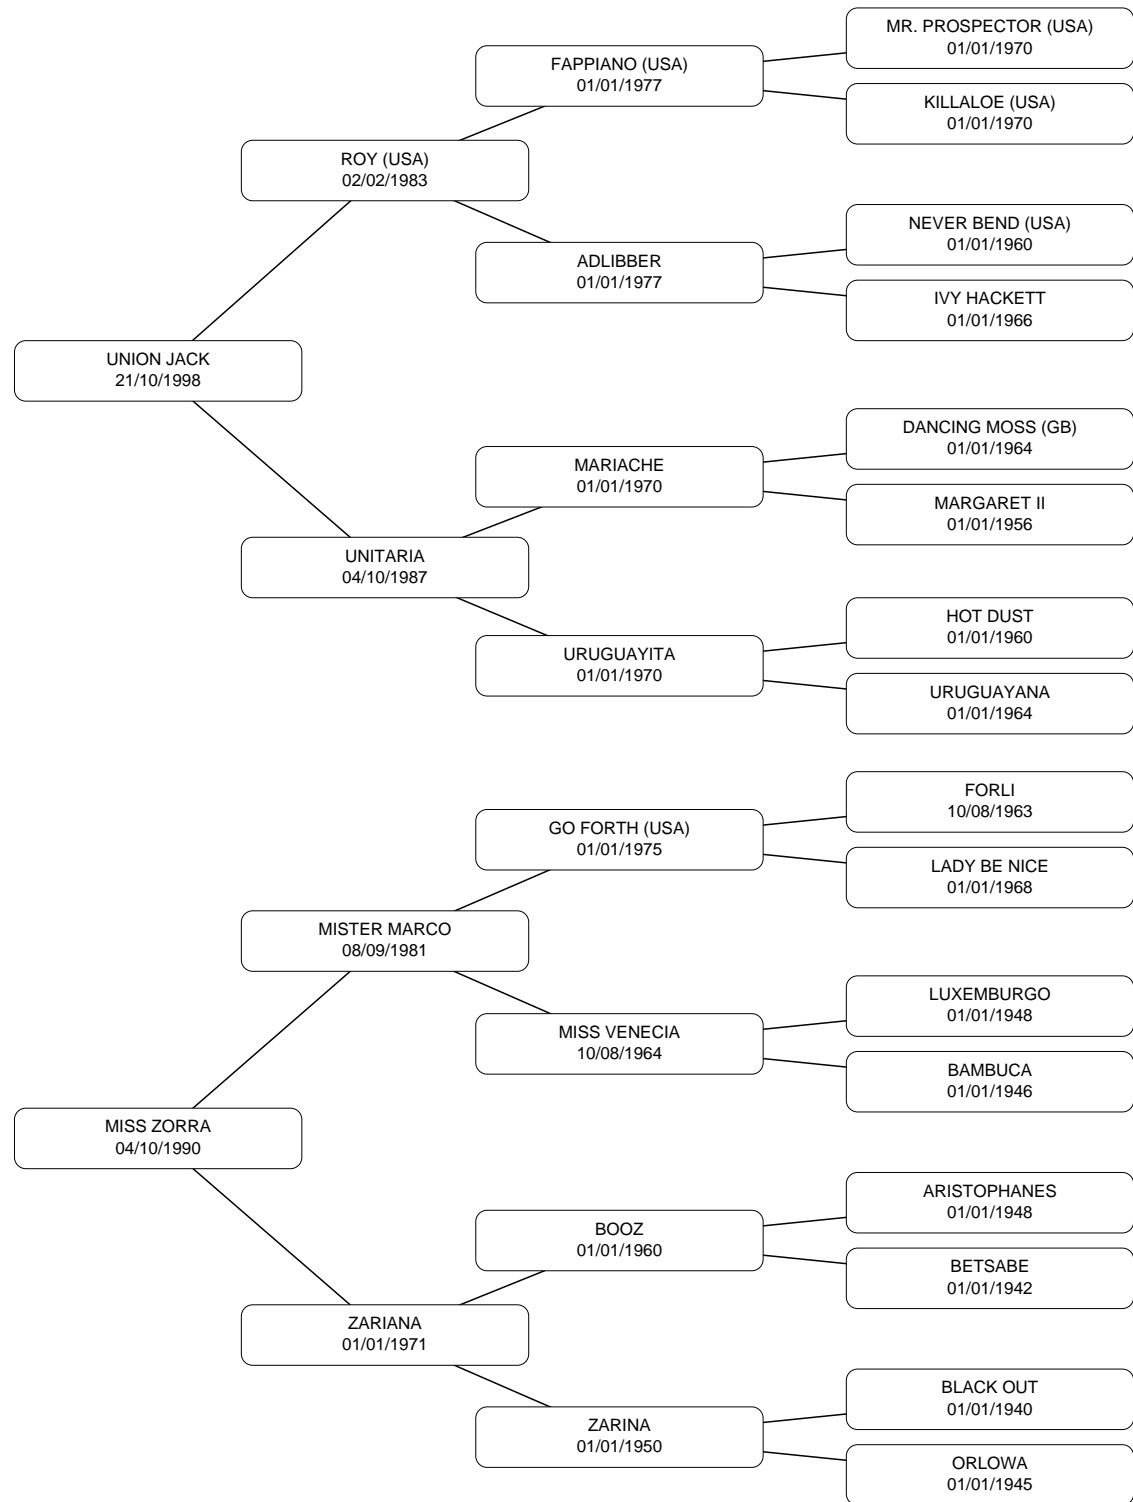 MR. PROSPECTOR (USA)
01/01/1970
FAPPIANO (USA)
01/01/1977
KILLALOE (USA)
01/01/1970
ROY (USA)
02/02/1983
NEVER BEND (USA)
01/01/1960
ADLIBBER
01/01/1977
IVY HACKETT
01/01/1966
UNION JACK
21/10/1998
DANCING MOSS (GB)
01/01/1964
MARIACHE
01/01/1970
MARGARET II
01/01/1956
UNITARIA
04/10/1987
HOT DUST
01/01/1960
URUGUAYITA
01/01/1970
URUGUAYANA
01/01/1964
FORLI
10/08/1963
GO FORTH (USA)
01/01/1975
LADY BE NICE
01/01/1968
MISTER MARCO
08/09/1981
LUXEMBURGO
01/01/1948
MISS VENECIA
10/08/1964
BAMBUCA
01/01/1946
MISS ZORRA
04/10/1990
ARISTOPHANES
01/01/1948
BOOZ
01/01/1960
BETSABE
01/01/1942
ZARIANA
01/01/1971
BLACK OUT
01/01/1940
ZARINA
01/01/1950
ORLOWA
01/01/1945